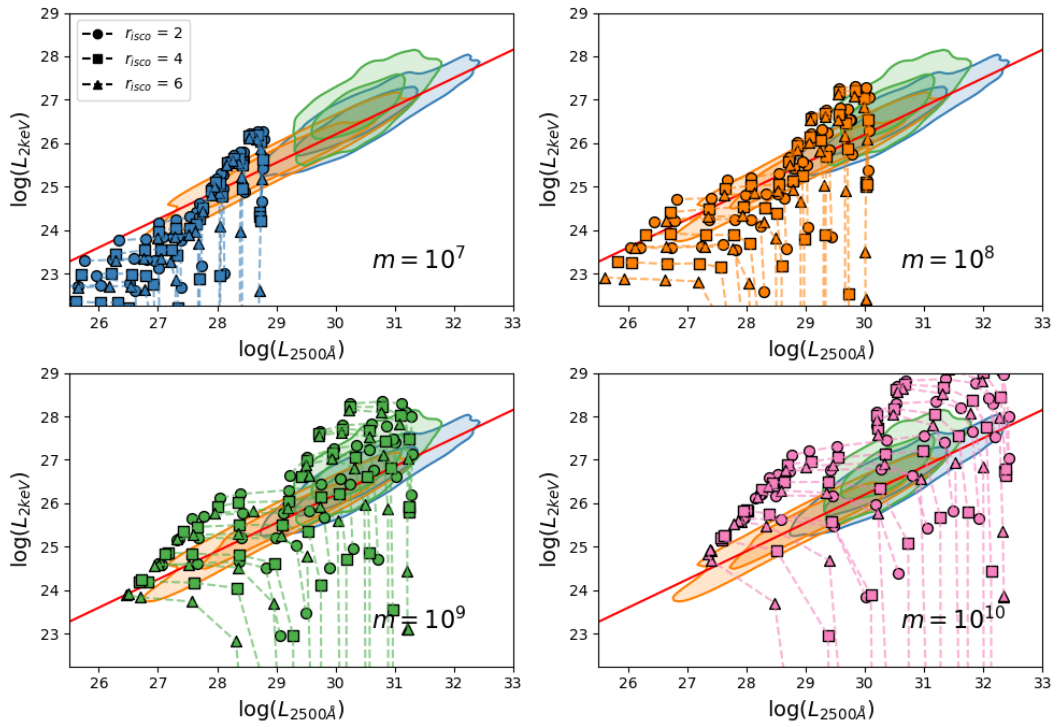 29
28
27
26
25
24
23
log(L2keV)
r_isco = 2
r_isco = 4
r_isco = 6
m = 10^7
26 27 28 29 30 31 32 33
log(L2500Å)
29
28
27
26
25
24
23
log(L2keV)
m = 10^8
26 27 28 29 30 31 32 33
log(L2500Å)
29
28
27
26
25
24
23
log(L2keV)
m = 10^9
26 27 28 29 30 31 32 33
log(L2500Å)
29
28
27
26
25
24
23
log(L2keV)
m = 10^10
26 27 28 29 30 31 32 33
log(L2500Å)